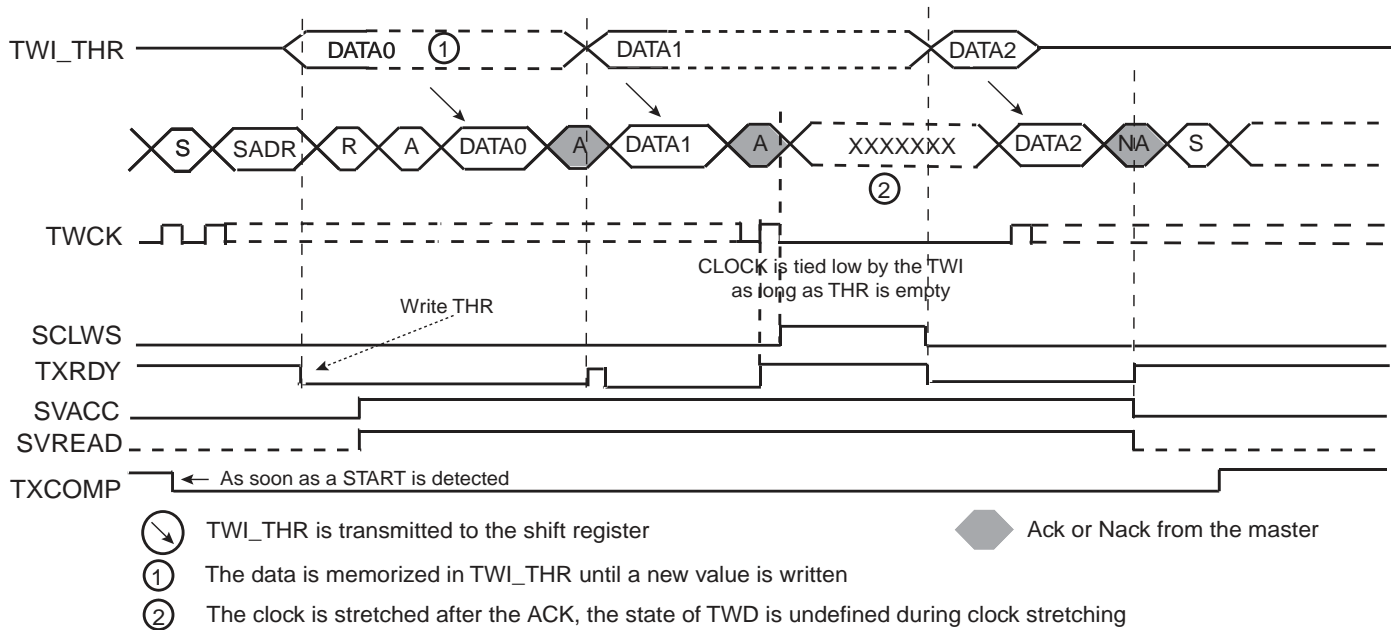 TWI_THR DATA0 1 DATA1 DATA2
S SADR R A DATA0 A DATA1 A XXXXXXX DATA2 NA S
2
TWCK
CLOCK is tied low by the TWI
as long as THR is empty
Write THR
SCLWS
TXRDY
SVACC
SVREAD
TXCOMP As soon as a START is detected
TWI_THR is transmitted to the shift register Ack or Nack from the master
1 The data is memorized in TWI_THR until a new value is written
2 The clock is stretched after the ACK, the state of TWD is undefined during clock stretching